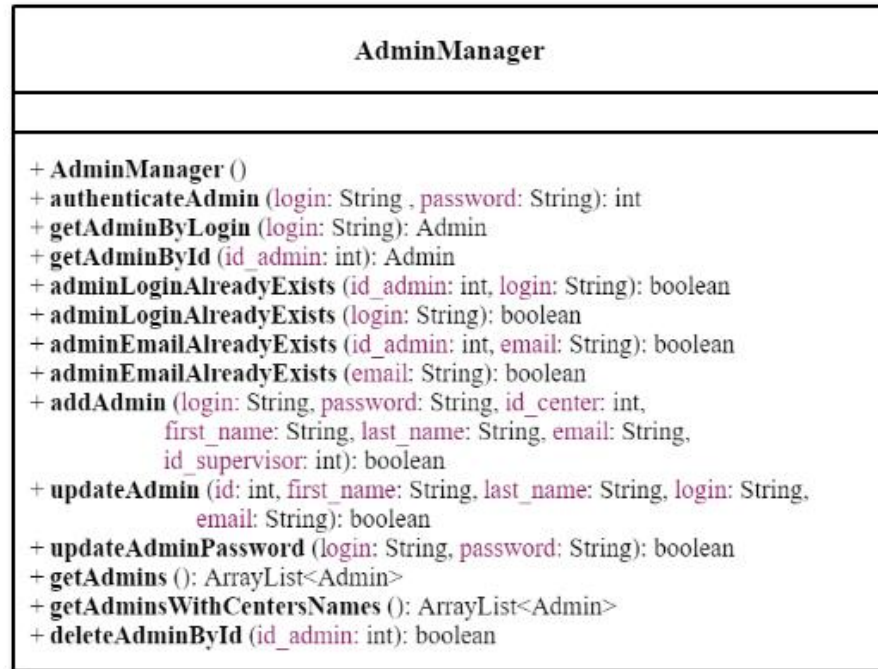 AdminManager
+ AdminManager ()
+ authenticateAdmin (login: String , password: String): int
+ getAdminByLogin (login: String): Admin
+ getAdminById (id_admin: int): Admin
+ adminLoginAlreadyExists (id_admin: int, login: String): boolean
+ adminLoginAlreadyExists (login: String): boolean
+ adminEmailAlreadyExists (id_admin: int, email: String): boolean
+ adminEmailAlreadyExists (email: String): boolean
+ addAdmin (login: String, password: String, id_center: int,
first_name: String, last_name: String, email: String,
id_supervisor: int): boolean
+ updateAdmin (id: int, first_name: String, last_name: String, login: String,
email: String): boolean
+ updateAdminPassword (login: String, password: String): boolean
+ getAdmins (): ArrayList<Admin>
+ getAdminsWithCentersNames (): ArrayList<Admin>
+ deleteAdminById (id_admin: int): boolean